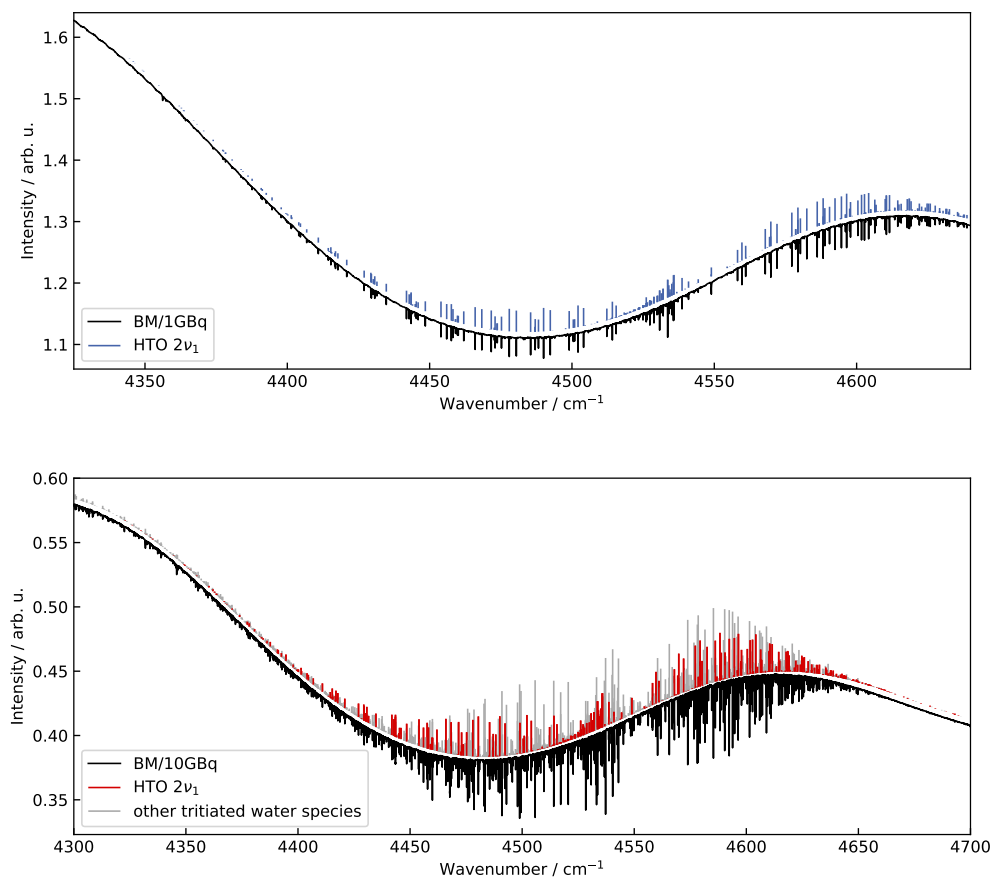 1.6
1.5
1.4
1.3
1.2
1.1
Intensity / arb. u.
BM/1GBq
HTO 2ν₁
4350 4400 4450 4500 4550 4600
Wavenumber / cm⁻¹
0.60
0.55
0.50
0.45
0.40
0.35
Intensity / arb. u.
BM/10GBq
HTO 2ν₁
other tritiated water species
4300 4350 4400 4450 4500 4550 4600 4650 4700
Wavenumber / cm⁻¹